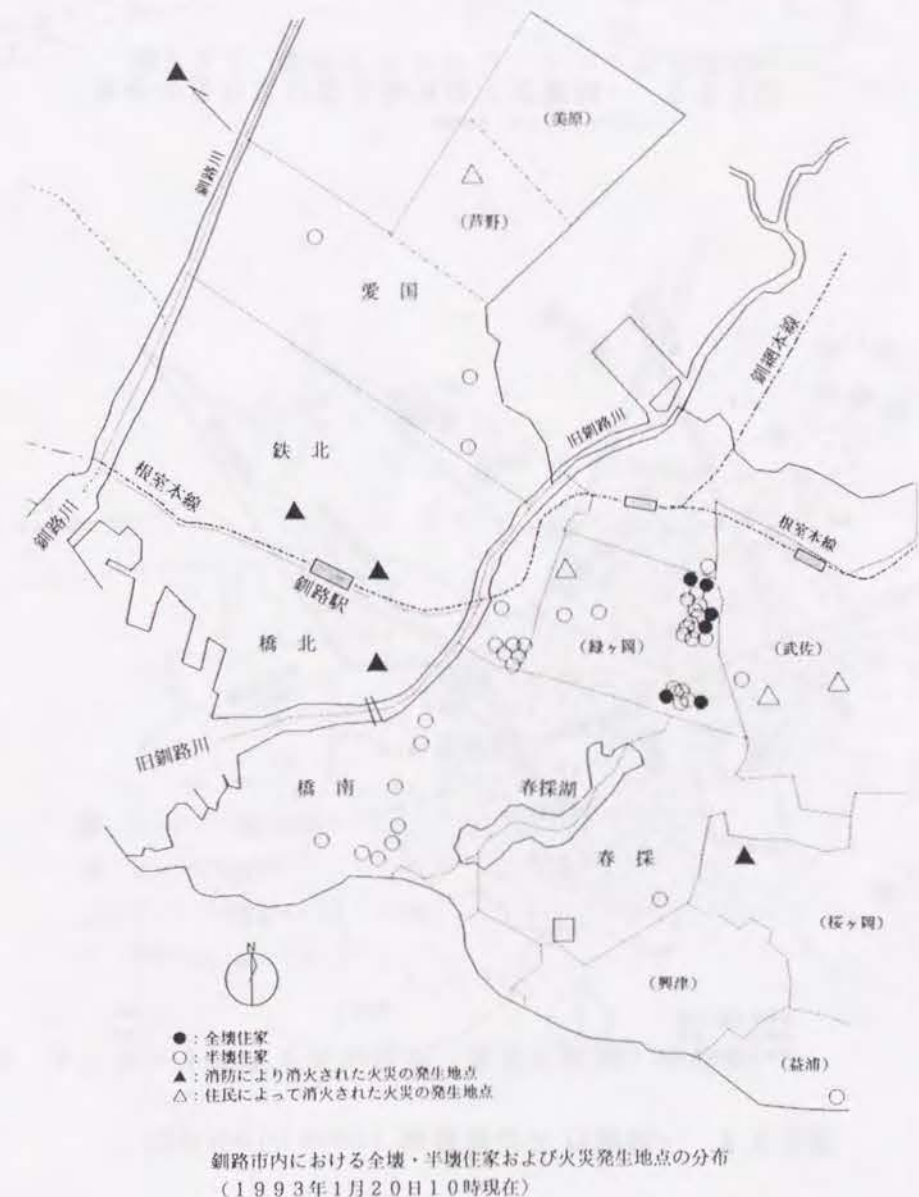 (美原)
(芦野)
釧路川
愛国
釧網本線
旧釧路川
鉄北
根室本線
釧路川
根室本線
釧路駅
橋北
(緑ヶ岡)
(武佐)
旧釧路川
橋南
春採湖
春採
(桜ヶ岡)
(興津)
(益浦)
N
●:全壊住家
○:半壊住家
▲:消防により消火された火災の発生地点
△:住民によって消火された火災の発生地点
釧路市内における全壊・半壊住家および火災発生地点の分布
(1993年1月20日10時現在)